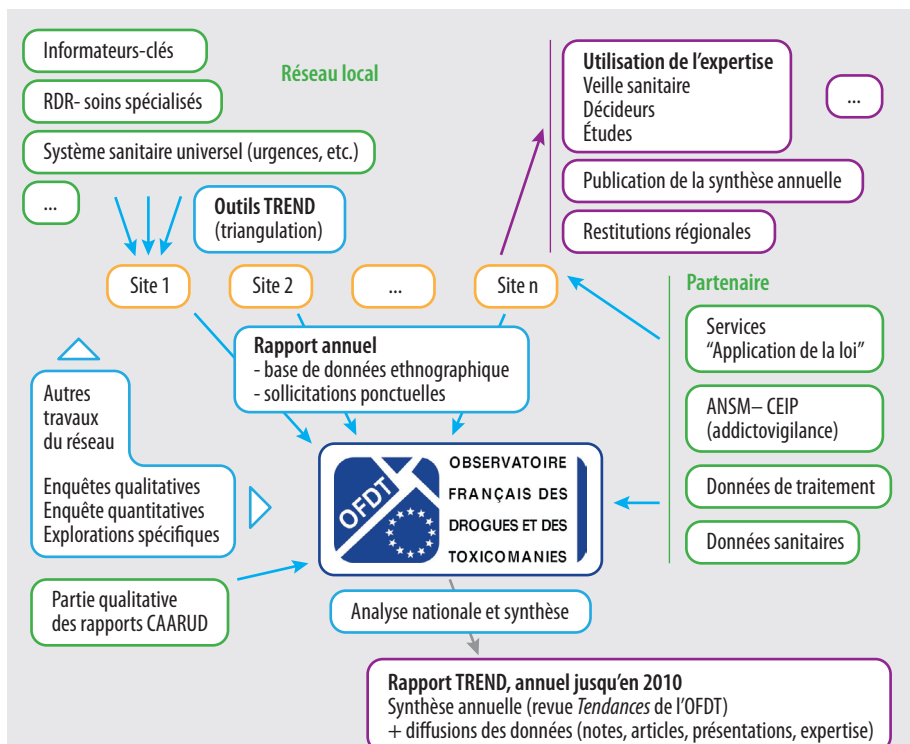 Informateurs-clés
Réseau local
RDR- soins spécialisés
Système sanitaire universel (urgences, etc.)
...
Outils TREND
(triangulation)
Utilisation de l'expertise
Veille sanitaire
Décideurs
Études
...
Publication de la synthèse annuelle
Restitutions régionales
Site 1
Site 2
...
Site n
Partenaire
Services
“Application de la loi”
ANSM– CEIP
(addictovigilance)
Données de traitement
Données sanitaires
Rapport annuel
- base de données ethnographique
- sollicitations ponctuelles
Autres
travaux
du réseau
Enquêtes qualitatives
Enquête quantitatives
Explorations spécifiques
OFDT
OBSERVATOIRE
FRANÇAIS DES
DROGUES ET DES
TOXICOMANIES
Partie qualitative
des rapports CAARUD
Analyse nationale et synthèse
Rapport TREND, annuel jusqu'en 2010
Synthèse annuelle (revue Tendances de l'OFDT)
+ diffusions des données (notes, articles, présentations, expertise)